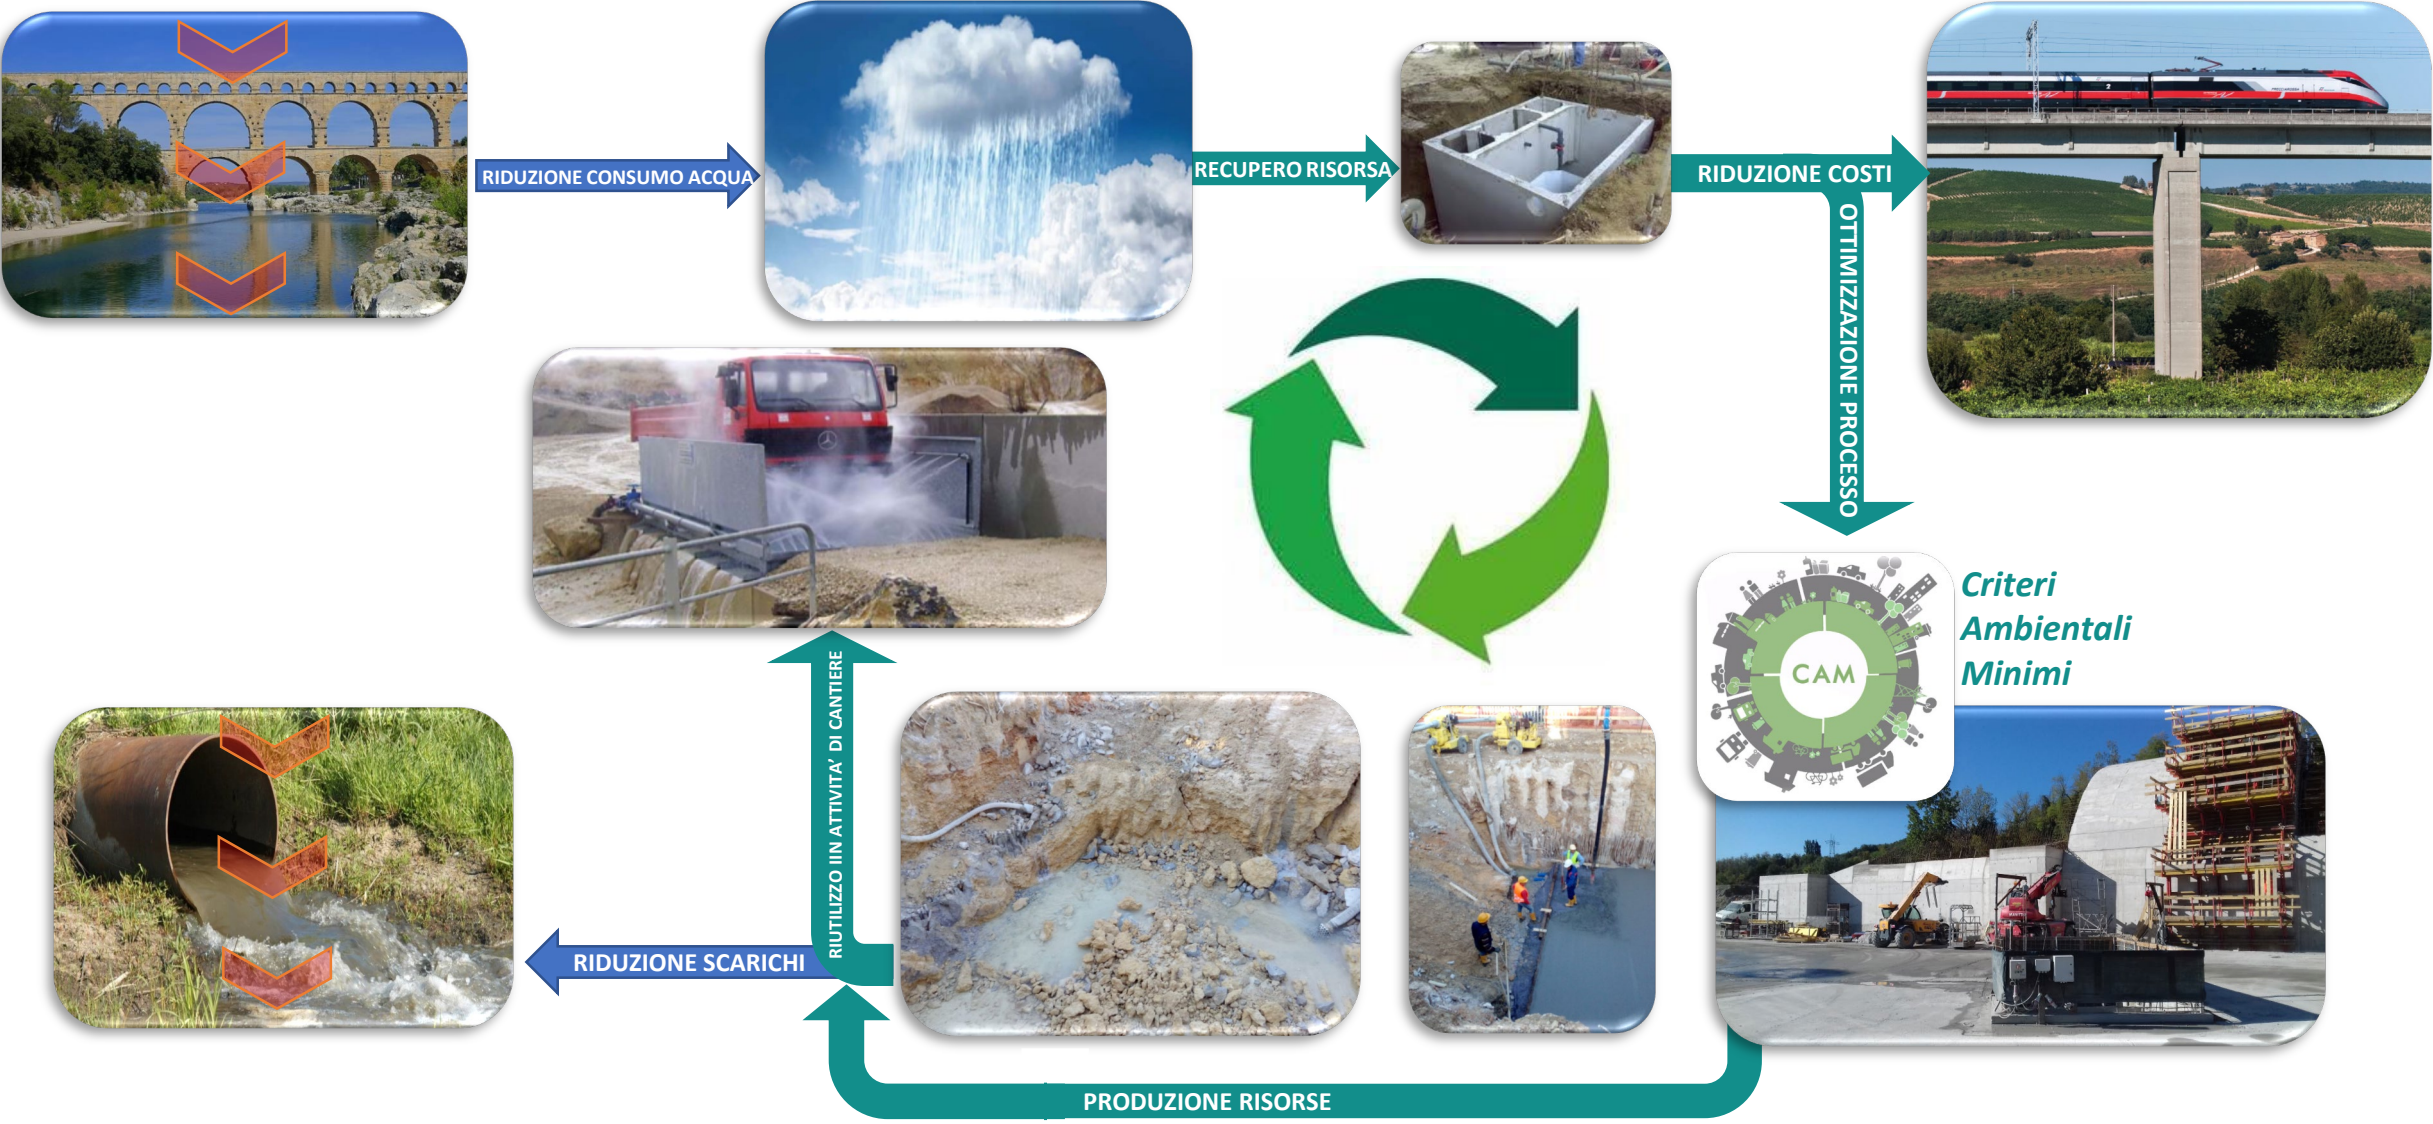 RIDUZIONE CONSUMO ACQUA
RECUPERO RISORSA
RIDUZIONE COSTI
OTTIMIZZAZIONE PROCESSO
CAM
Criteri
Ambientali
Minimi
RIUTILIZZO IIN ATTIVITA' DI CANTIERE
RIDUZIONE SCARICHI
PRODUZIONE RISORSE